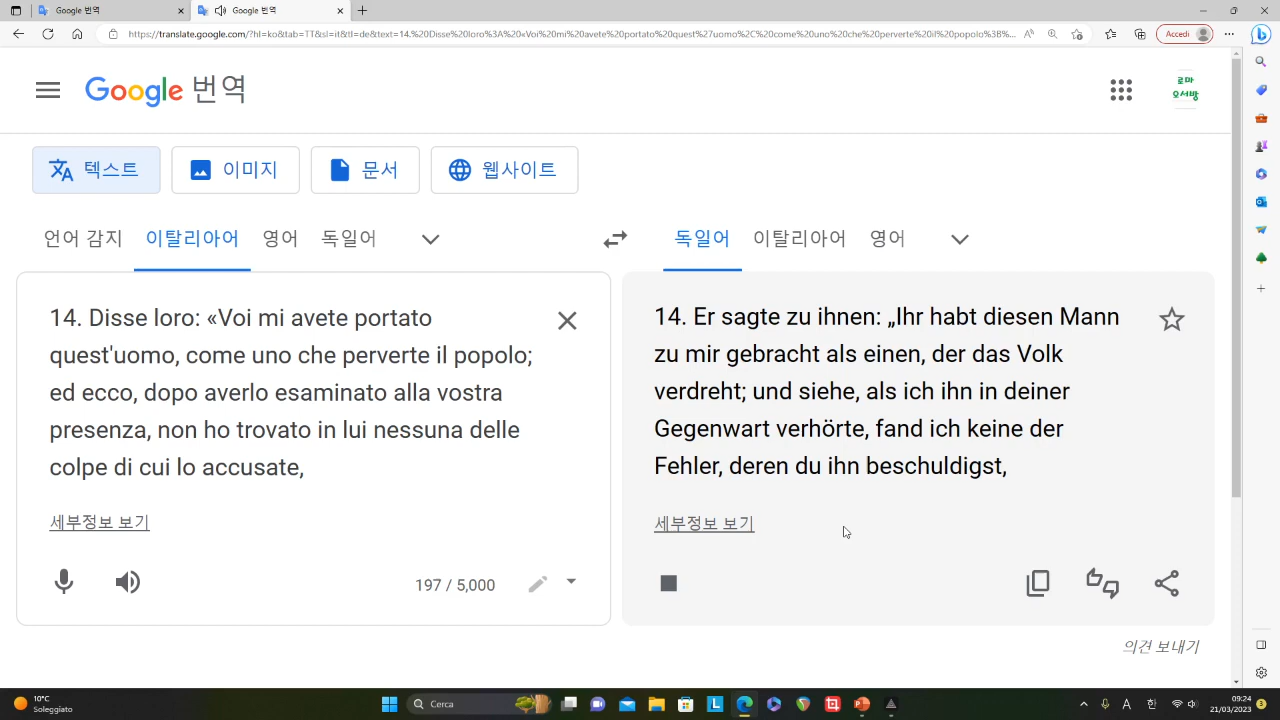 Google 번역
Google 번역
https://translate.google.com/?hl=ko&tab=TT&sl=it&tl=de&text=14.%20Disse%20loro%3A%20«Voi%20mi%20avete%20portato%20quest%27uomo%2C%20come%20uno%20che%20perverte%20il%20popolo%3B%...
Accedi
Google 번역
로마
오서방
텍스트
이미지
문서
웹사이트
언어 감지 이탈리아어 영어 독일어
독일어 이탈리아어 영어
14. Disse loro: «Voi mi avete portato
quest'uomo, come uno che perverte il popolo;
ed ecco, dopo averlo esaminato alla vostra
presenza, non ho trovato in lui nessuna delle
colpe di cui lo accusate,
세부정보 보기
197 / 5,000
14. Er sagte zu ihnen: „Ihr habt diesen Mann
zu mir gebracht als einen, der das Volk
verdreht; und siehe, als ich ihn in deiner
Gegenwart verhörte, fand ich keine der
Fehler, deren du ihn beschuldigst,
세부정보 보기
의견 보내기
10°C
Soleggiato
Cerca
A 한
09:24
21/03/2023
3